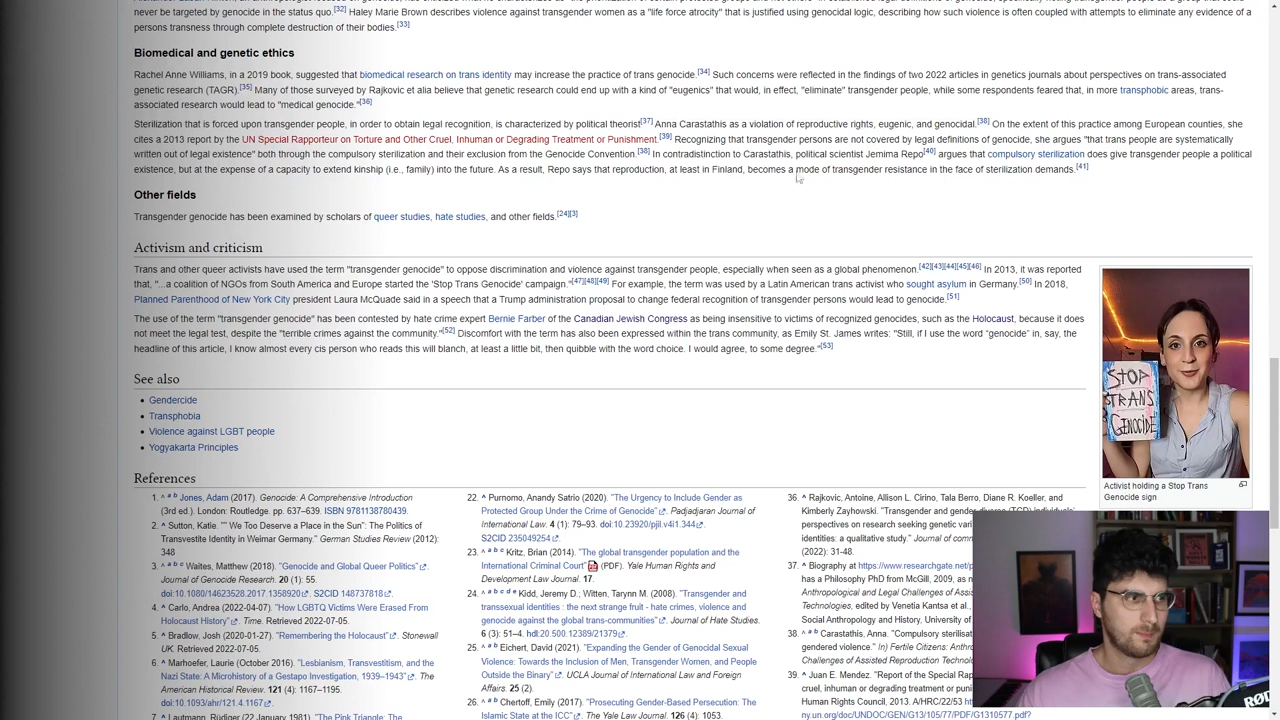 never be targeted by genocide in the status quo.[32] Haley Marie Brown describes violence against transgender women as a "life force atrocity" that is justified using genocidal logic, describing how such violence is often coupled with attempts to eliminate any evidence of
persons transness through complete destruction of their bodies.[33]
Biomedical and genetic ethics
Rachel Anne Williams, in a 2019 book, suggested that biomedical research on trans identity may increase the practice of trans genocide.[34] Such concerns were reflected in the findings of two 2022 articles in genetics journals about perspectives on trans-associated
genetic research (TAGR).[35] Many of those surveyed by Rajkovic et alia believe that genetic research could end up with a kind of "eugenics" that would, in effect, "eliminate" transgender people, while some respondents feared that, in more transphobic areas, trans-
associated research would lead to "medical genocide."[36]
Sterilization that is forced upon transgender people, in order to obtain legal recognition, is characterized by political theorist[37] Anna Carastathis as a violation of reproductive rights, eugenic, and genocidal.[38] On the extent of this practice among European counties, she
cites a 2013 report by the UN Special Rapporteur on Torture and Other Cruel, Inhuman or Degrading Treatment or Punishment.[39] Recognizing that transgender persons are not covered by legal definitions of genocide, she argues "that trans people are systematically
written out of legal existence" both through the compulsory sterilization and their exclusion from the Genocide Convention.[38] In contradistinction to Carastathis, political scientist Jemima Repo[40] argues that compulsory sterilization does give transgender people a political
existence, but at the expense of a capacity to extend kinship (i.e., family) into the future. As a result, Repo says that reproduction, at least in Finland, becomes a mode of transgender resistance in the face of sterilization demands.[41]
Other fields
Transgender genocide has been examined by scholars of queer studies, hate studies, and other fields.[24][3]
Activism and criticism
Trans and other queer activists have used the term "transgender genocide" to oppose discrimination and violence against transgender people, especially when seen as a global phenomenon.[42][43][44][45][46] In 2013, it was reported
that, "...a coalition of NGOs from South America and Europe started the 'Stop Trans Genocide' campaign."[47][48][49] For example, the term was used by a Latin American trans activist who sought asylum in Germany.[50] In 2018,
Planned Parenthood of New York City president Laura McQuade said in a speech that a Trump administration proposal to change federal recognition of transgender persons would lead to genocide.[51]
The use of the term "transgender genocide" has been contested by hate crime expert Bernie Farber of the Canadian Jewish Congress as being insensitive to victims of recognized genocides, such as the Holocaust, because it does
not meet the legal test, despite the "terrible crimes against the community."[52] Discomfort with the term has also been expressed within the trans community, as Emily St. James writes: "Still, if I use the word "genocide" in, say, the
headline of this article, I know almost every cis person who reads this will blanch, at least a little bit, then quibble with the word choice. I would agree, to some degree."[53]
STOP
TRANS
GENOCIDE
Activist holding a Stop Trans
Genocide sign
See also
• Gendercide
• Transphobia
• Violence against LGBT people
• Yogyakarta Principles
References
1. ^ a b Jones, Adam (2017). Genocide: A Comprehensive Introduction
(3rd ed.). London: Routledge. pp. 637–639. ISBN 9781138780439.
2. ^ Sutton, Katie. "" We Too Deserve a Place in the Sun": The Politics of
Transvestite Identity in Weimar Germany." German Studies Review (2012):
348
3. ^ a b c Waites, Matthew (2018). "Genocide and Global Queer Politics".
Journal of Genocide Research. 20 (1): 55.
doi:10.1080/14623528.2017.1358920. S2CID 148737818.
4. ^ Carlo, Andrea (2022-04-07). "How LGBTQ Victims Were Erased From
Holocaust History". Time. Retrieved 2022-07-05.
5. ^ Bradlow, Josh (2020-01-27). "Remembering the Holocaust". Stonewall
UK. Retrieved 2022-07-05.
6. ^ Marhoefer, Laurie (October 2016). "Lesbianism, Transvestitism, and the
Nazi State: A Microhistory of a Gestapo Investigation, 1939–1943". The
American Historical Review. 121 (4): 1167–1195.
doi:10.1093/ahr/121.4.1167.
7. ^ Lautmann, Rüdiger (22 January 1981). "The Pink Triangle: The
22. ^ Purnomo, Anandy Satrio (2020). "The Urgency to Include Gender as
Protected Group Under the Crime of Genocide". Padjadjaran Journal of
International Law. 4 (1): 79–93. doi:10.23920/pjil.v4i1.344.
S2CID 235049254.
23. ^ a b c Kritz, Brian (2014). "The global transgender population and the
International Criminal Court" (PDF). Yale Human Rights and
Development Law Journal. 17.
24. ^ a b c d e Kidd, Jeremy D.; Witten, Tarynn M. (2008). "Transgender and
transsexual identities : the next strange fruit - hate crimes, violence and
genocide against the global trans-communities". Journal of Hate Studies.
6 (3): 51–4. hdl:20.500.12389/21379.
25. ^ a b Eichert, David (2021). "Expanding the Gender of Genocidal Sexual
Violence: Towards the Inclusion of Men, Transgender Women, and People
Outside the Binary". UCLA Journal of International Law and Foreign
Affairs. 25 (2).
26. ^ Chertoff, Emily (2017). "Prosecuting Gender-Based Persecution: The
Islamic State at the ICC". The Yale Law Journal. 126 (4): 1053.
36. ^ Rajkovic, Antoine, Allison L. Cirino, Tala Berro, Diane R. Koeller, and
Kimberly Zayhowski. "Transgender and
perspectives on research seeking genetic
identities: a qualitative study." Journal of
(2022): 31-48.
37. ^ Biography at https://www.researchgate.net/
has a Philosophy PhD from McGill, 2009, as
Anthropological and Legal Challenges of Assisted Reproduction
Technologies, edited by Venetia Kantsa et al.,
Social Anthropology and History, University of
38. ^ a b Carastathis, Anna. "Compulsory sterilisation
gendered violence." In) Fertile Citizens: Anthro
Challenges of Assisted Reproduction Tech
39. ^ Juan E. Mendez. "Report of the Special Rap
cruel, inhuman or degrading treatment or
Human Rights Council, 2013. A/HRC/22/53
ny.un.org/doc/UNDOC/GEN/G13/105/77/PDF/G1310577.pdf?
RØD